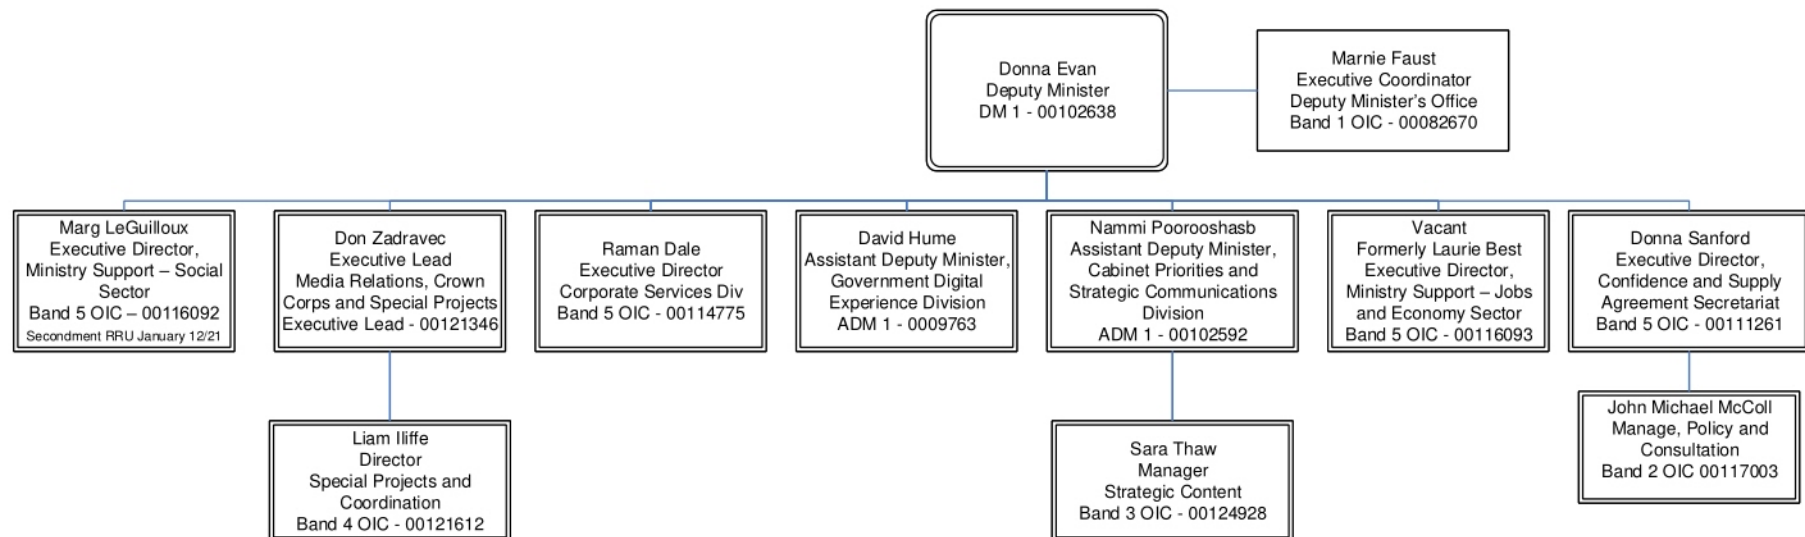 Donna Evan
Deputy Minister
DM 1 - 00102638
Marnie Faust
Executive Coordinator
Deputy Minister's Office
Band 1 OIC - 00082670
Marg LeGuilloux
Executive Director,
Ministry Support – Social
Sector
Band 5 OIC – 00116092
Secondment RRU January 12/21
Don Zadravec
Executive Lead
Media Relations, Crown
Corps and Special Projects
Executive Lead - 00121346
Raman Dale
Executive Director
Corporate Services Div
Band 5 OIC - 00114775
David Hume
Assistant Deputy Minister,
Government Digital
Experience Division
ADM 1 - 0009763
Nammi Poorooshasb
Assistant Deputy Minister,
Cabinet Priorities and
Strategic Communications
Division
ADM 1 - 00102592
Vacant
Formerly Laurie Best
Executive Director,
Ministry Support – Jobs
and Economy Sector
Band 5 OIC - 00116093
Donna Sanford
Executive Director,
Confidence and Supply
Agreement Secretariat
Band 5 OIC - 00111261
Liam Iliffe
Director
Special Projects and
Coordination
Band 4 OIC - 00121612
Sara Thaw
Manager
Strategic Content
Band 3 OIC - 00124928
John Michael McColl
Manage, Policy and
Consultation
Band 2 OIC 00117003